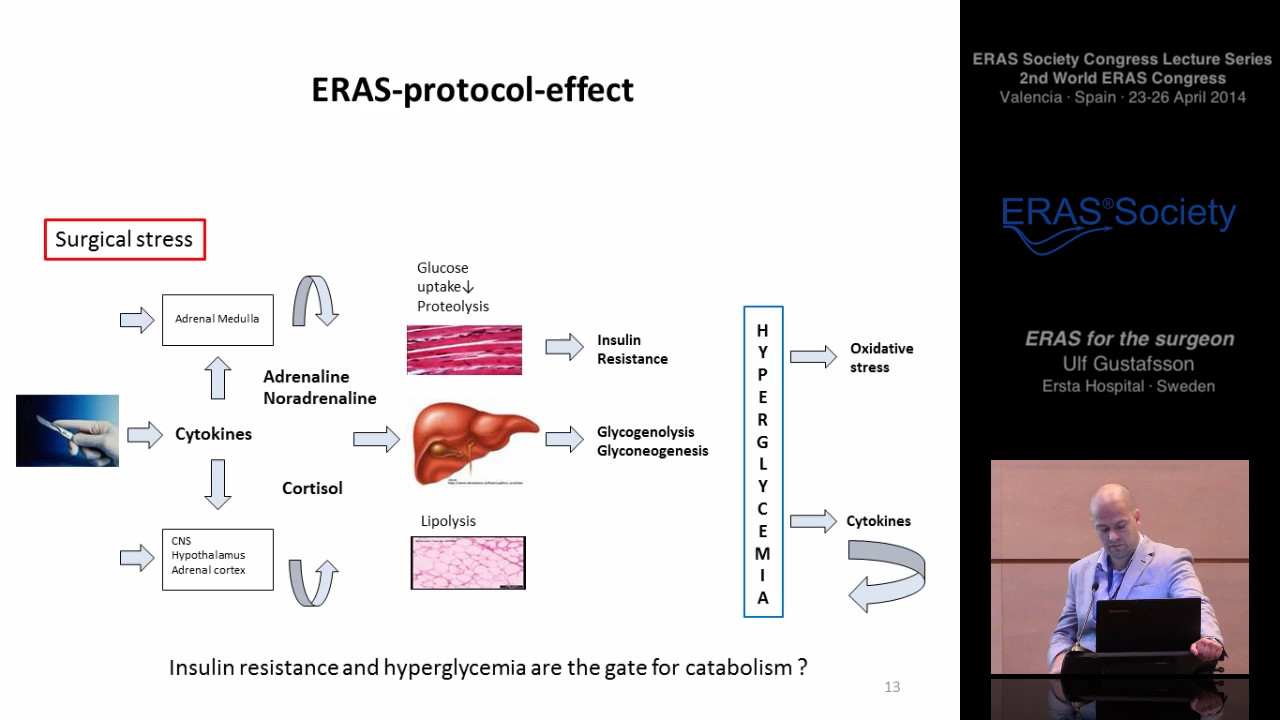 ERAS-protocol-effect
Surgical stress
Adrenal Medulla
Adrenaline
Noradrenaline
Cytokines
Cortisol
CNS
Hypothalamus
Adrenal cortex
Glucose
uptake↓
Proteolysis
Insulin
Resistance
Glycogenolysis
Glyconeogenesis
Lipolysis
H
Y
P
E
R
G
L
Y
C
E
M
I
A
Oxidative
stress
Cytokines
Insulin resistance and hyperglycemia are the gate for catabolism ?
13
ERAS Society Congress Lecture Series
2nd World ERAS Congress
Valencia · Spain · 23-26 April 2014
ERAS®Society
ERAS for the surgeon
Ulf Gustafsson
Ersta Hospital · Sweden